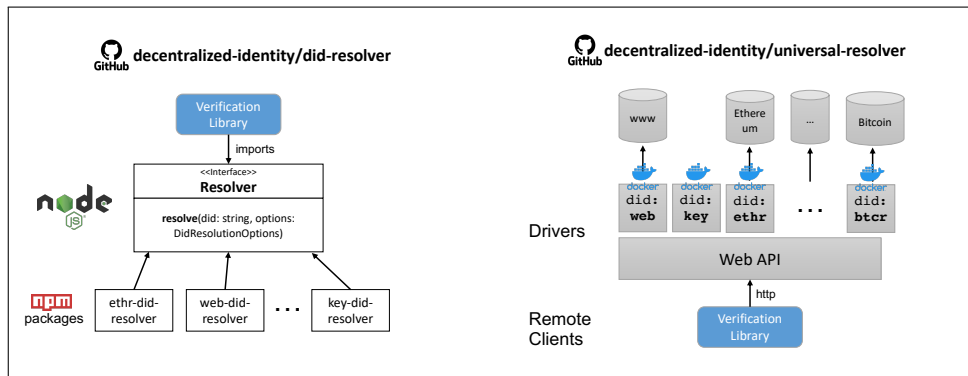 GitHub decentralized-identity/did-resolver
Verification
Library
imports
<<Interface>>
Resolver
resolve(did: string, options:
DidResolutionOptions)
node
JS
npm
packages
ethr-did-
resolver
web-did-
resolver
...
key-did-
resolver
GitHub decentralized-identity/universal-resolver
www
Ethere
um
...
Bitcoin
docker
docker
docker
docker
did:
web
did:
key
did:
ethr
...
did:
btcr
Drivers
Web API
http
Remote
Clients
Verification
Library